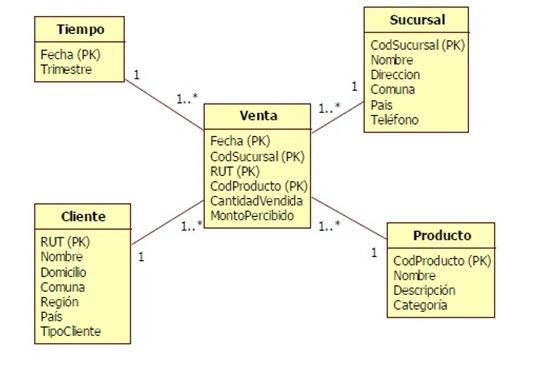 Tiempo
Fecha (PK)
Trimestre
1
1..*
Sucursal
CodSucursal (PK)
Nombre
Direccion
Comuna
Pais
Teléfono
1
1..*
Venta
Fecha (PK)
CodSucursal (PK)
RUT (PK)
CodProducto (PK)
CantidadVendida
MontoPercibido
Cliente
RUT (PK)
Nombre
Domicilio
Comuna
Región
País
TipoCliente
1
1..*
1..*
1
Producto
CodProducto (PK)
Nombre
Descripción
Categoría